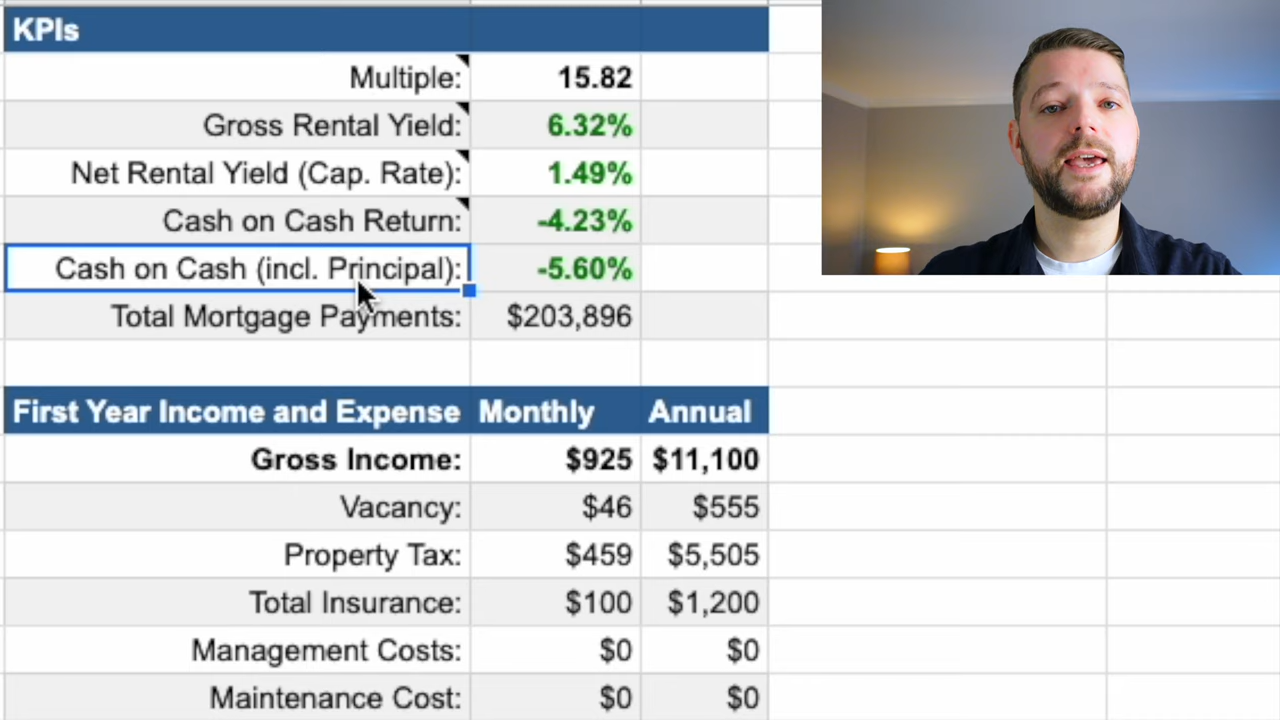 KPIs
Multiple: 15.82
Gross Rental Yield: 6.32%
Net Rental Yield (Cap. Rate): 1.49%
Cash on Cash Return: -4.23%
Cash on Cash (incl. Principal): -5.60%
Total Mortgage Payments: $203,896
First Year Income and Expense Monthly Annual
Gross Income: $925 $11,100
Vacancy: $46 $555
Property Tax: $459 $5,505
Total Insurance: $100 $1,200
Management Costs: $0 $0
Maintenance Cost: $0 $0